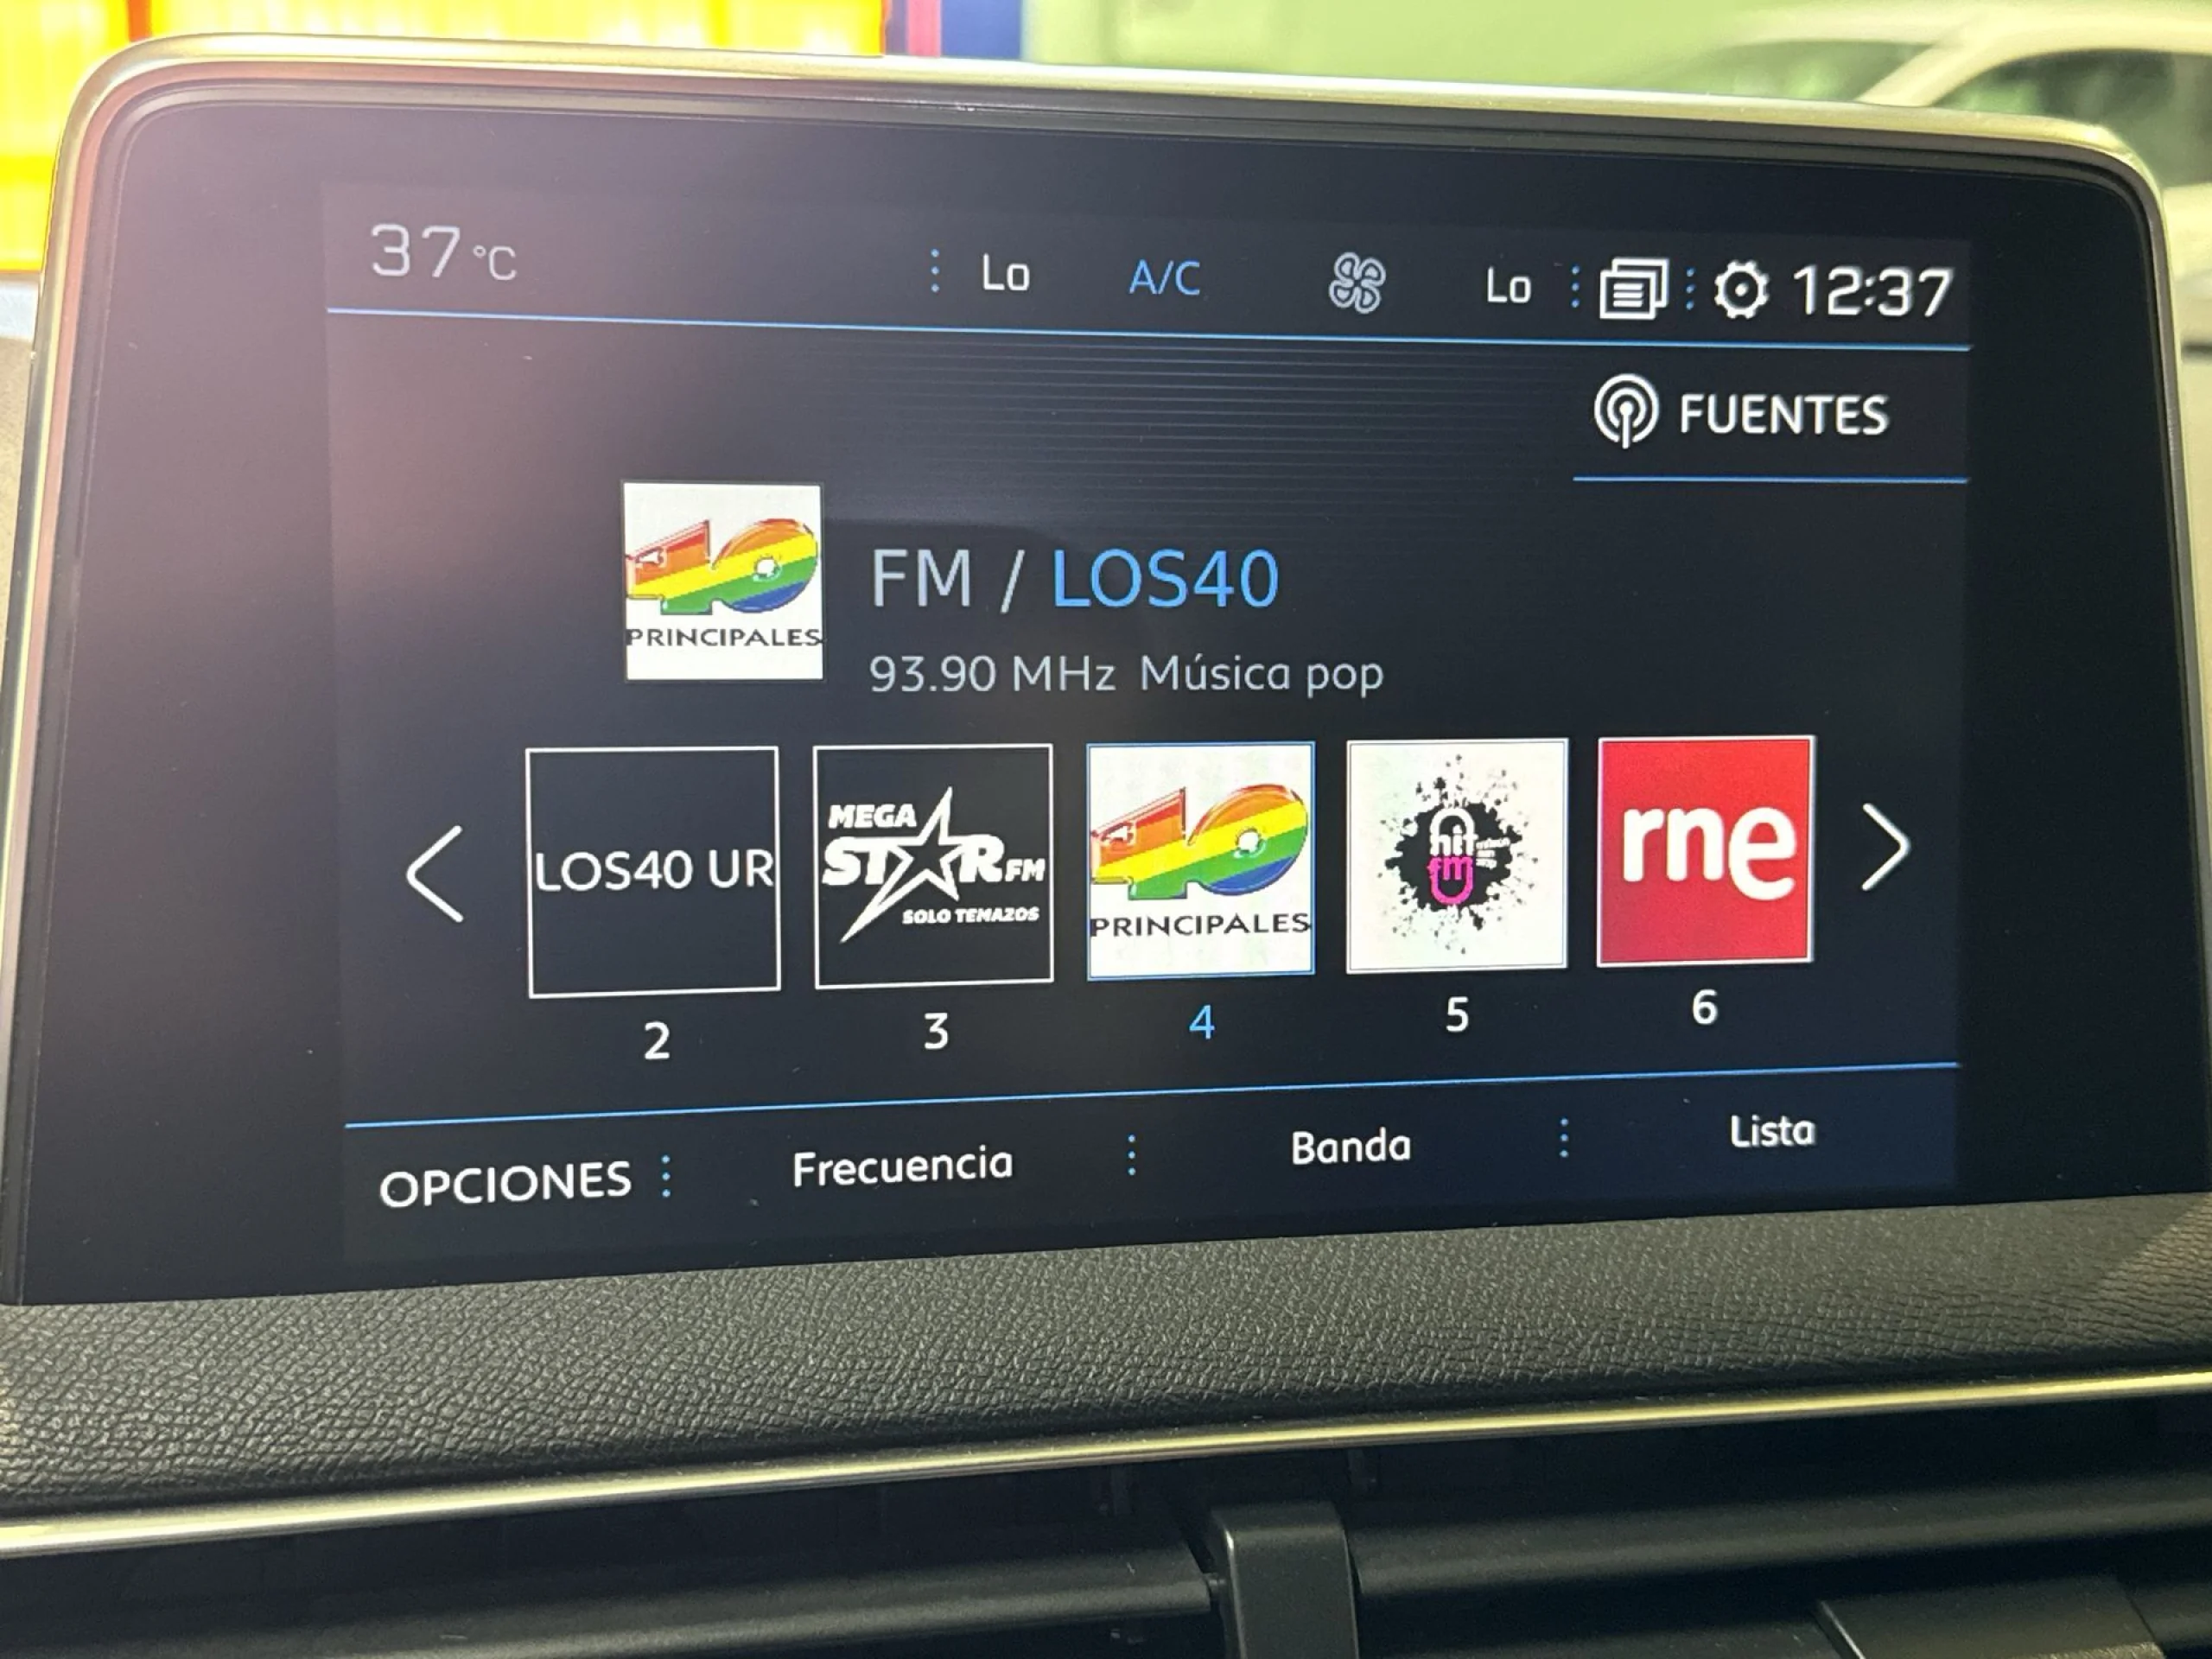 37 °C Lo A/C Lo 12:37
FUENTES
PRINCIPALES
FM / LOS40
93.90 MHz Música pop
LOS40 UR
MEGA
STAR FM
SOLO TEMAZOS
40
PRINCIPALES
hit
fm
rne
2 3 4 5 6
OPCIONES Frecuencia Banda Lista